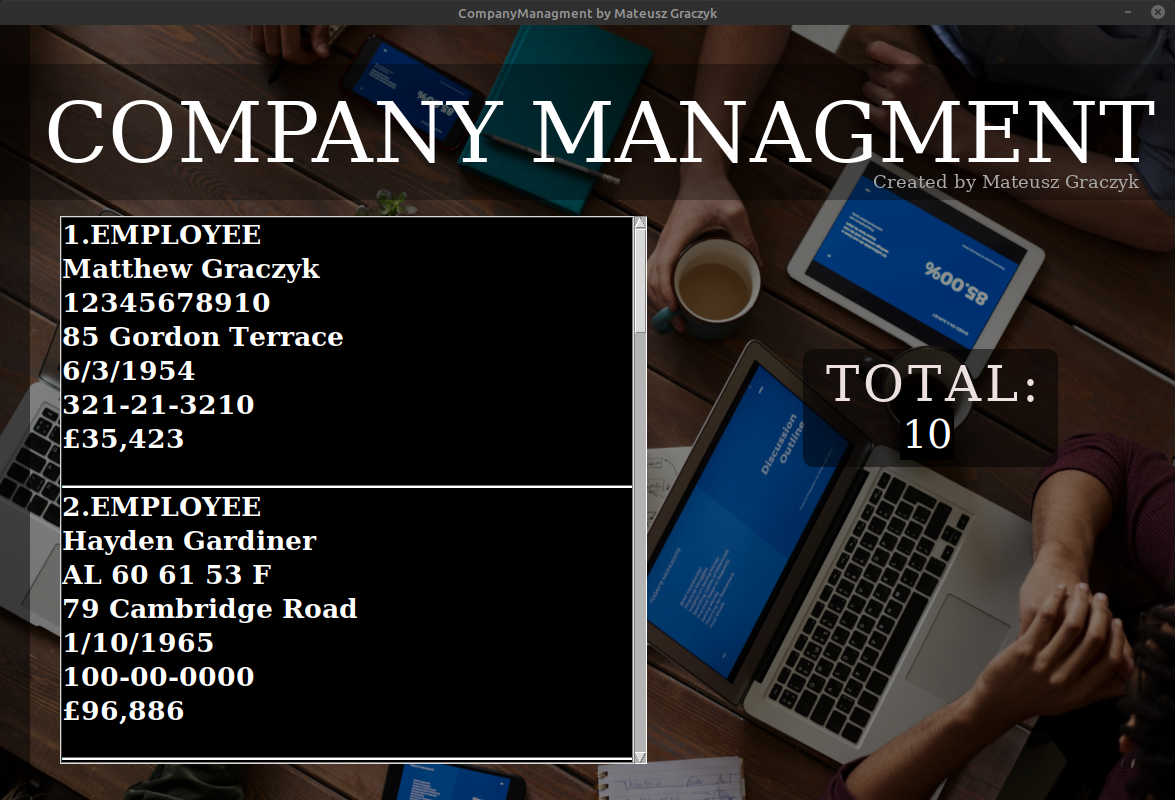 CompanyManagment by Mateusz Graczyk
COMPANY MANAGMENT
Created by Mateusz Graczyk
1.EMPLOYEE
Matthew Graczyk
12345678910
85 Gordon Terrace
6/3/1954
321-21-3210
£35,423
2.EMPLOYEE
Hayden Gardiner
AL 60 61 53 F
79 Cambridge Road
1/10/1965
100-00-0000
£96,886
TOTAL:
10
85.00%
Discussion
Outline
TODAY'S HIGHLIGHTS